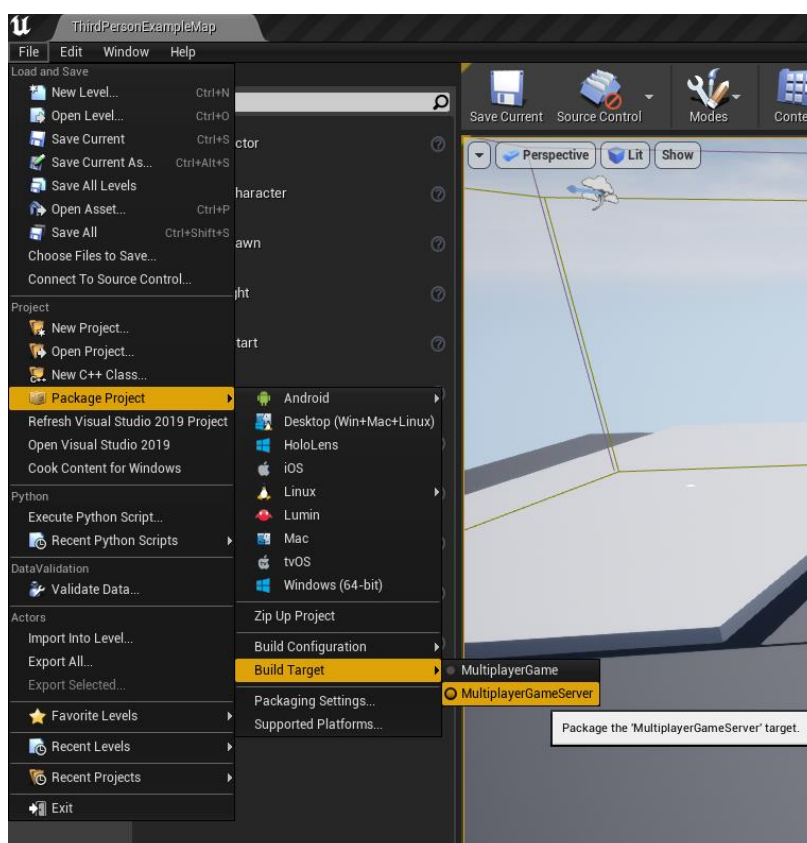 ThirdPersonExampleMap
File Edit Window Help
Load and Save
New Level... Ctrl+N
Open Level... Ctrl+O
Save Current Ctrl+S
Save Current As... Ctrl+Alt+S
Save All Levels
Open Asset... Ctrl+P
Save All Ctrl+Shift+S
Choose Files to Save...
Connect To Source Control...
Project
New Project...
Open Project...
New C++ Class...
Package Project
Refresh Visual Studio 2019 Project
Open Visual Studio 2019
Cook Content for Windows
Python
Execute Python Script...
Recent Python Scripts
DataValidation
Validate Data...
Actors
Import Into Level...
Export All...
Export Selected...
Favorite Levels
Recent Levels
Recent Projects
Exit
ctor
haracter
awn
ght
tart
Android
Desktop (Win+Mac+Linux)
HoloLens
iOS
Linux
Lumin
Mac
tvOS
Windows (64-bit)
Zip Up Project
Build Configuration
Build Target
Packaging Settings...
Supported Platforms...
MultiplayerGame
MultiplayerGameServer
Package the 'MultiplayerGameServer' target.
Save Current Source Control Modes Conte
Perspective Lit Show